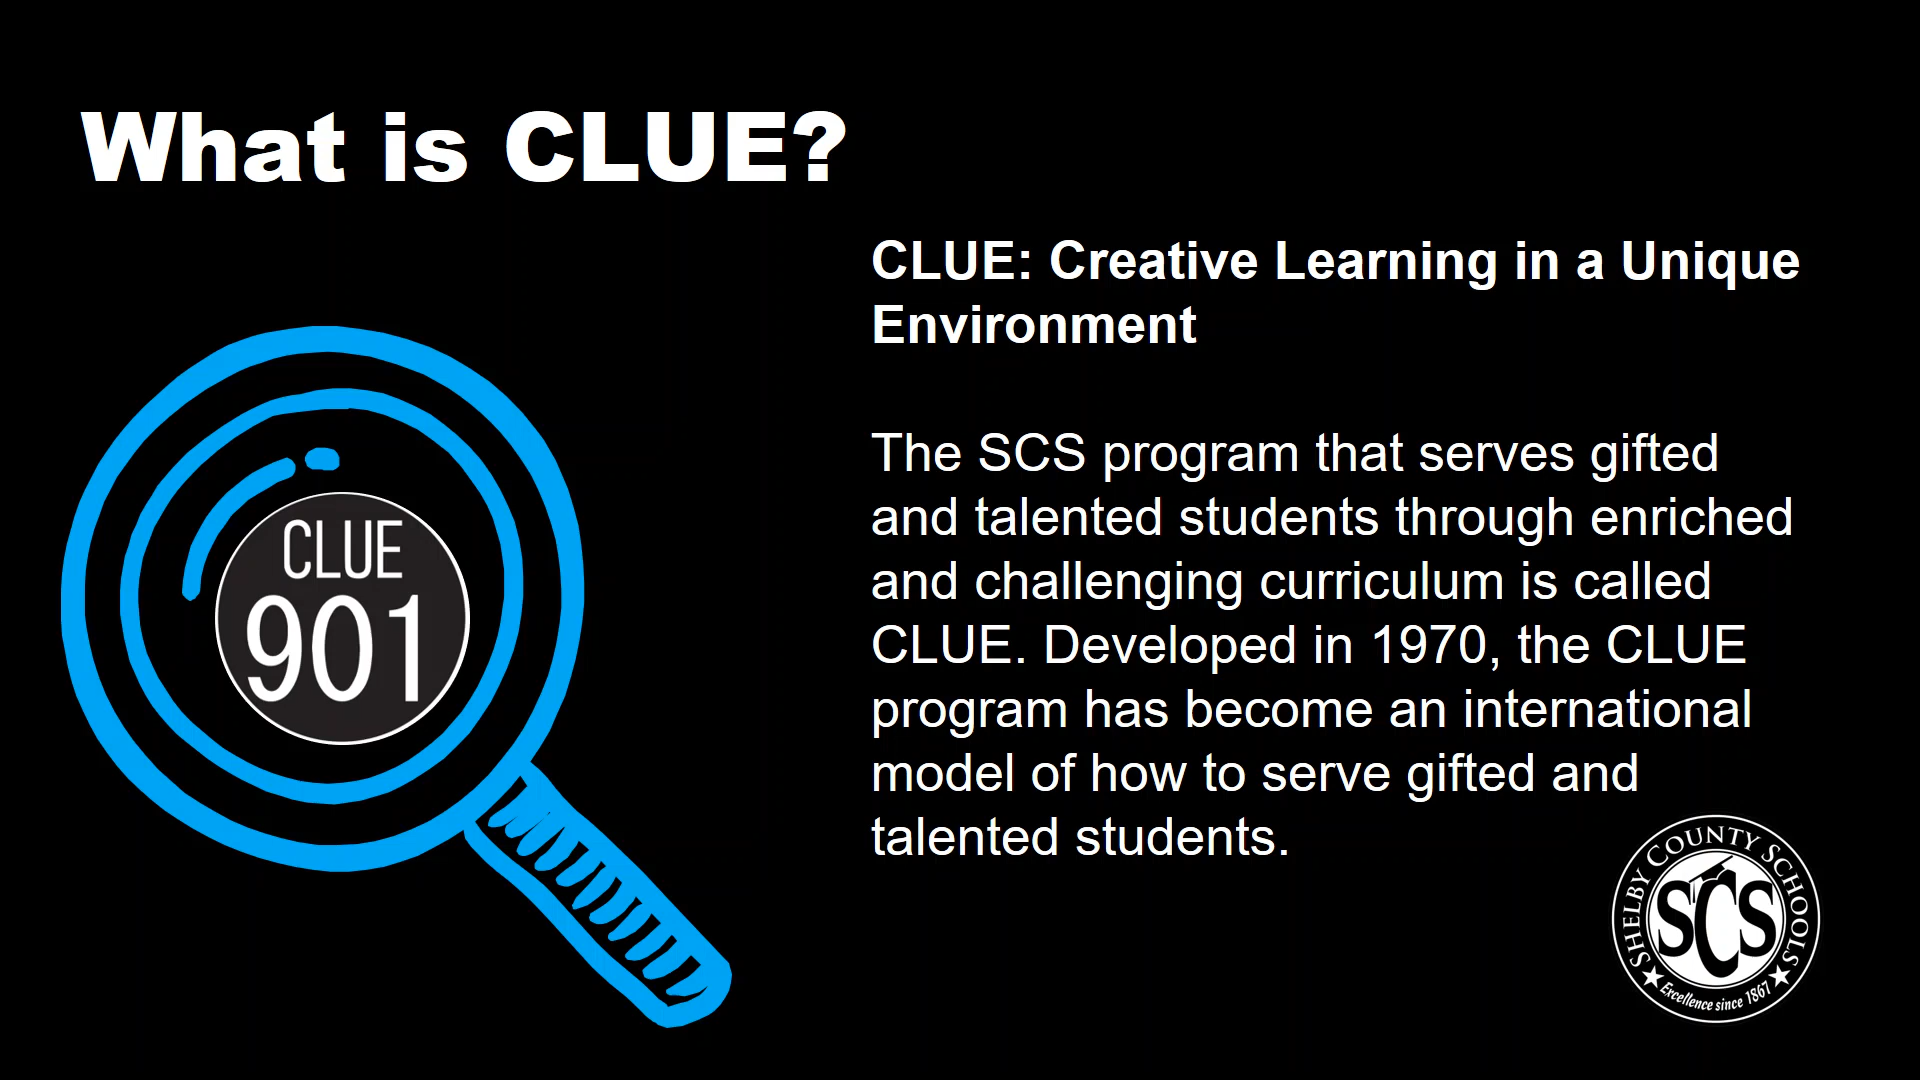 What is CLUE?
CLUE: Creative Learning in a Unique
Environment
The SCS program that serves gifted
and talented students through enriched
and challenging curriculum is called
CLUE. Developed in 1970, the CLUE
program has become an international
model of how to serve gifted and
talented students.
CLUE
901
SHELBY COUNTY SCHOOLS
SCS
Excellence since 1867